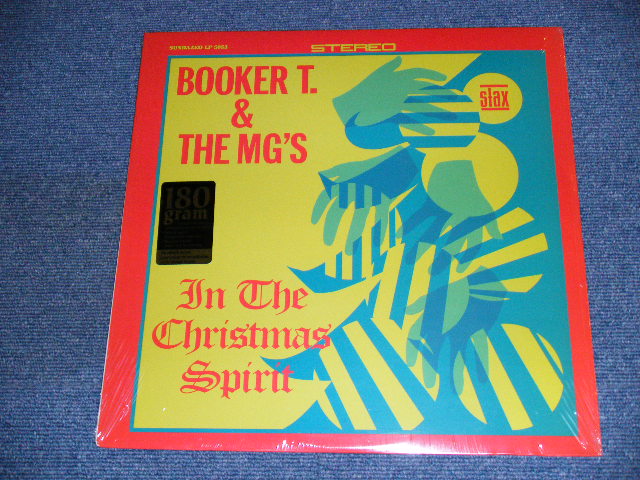 STEREO
BOOKER T.
&
THE MG'S
stax
180
gram
In The
Christmas
Spirit